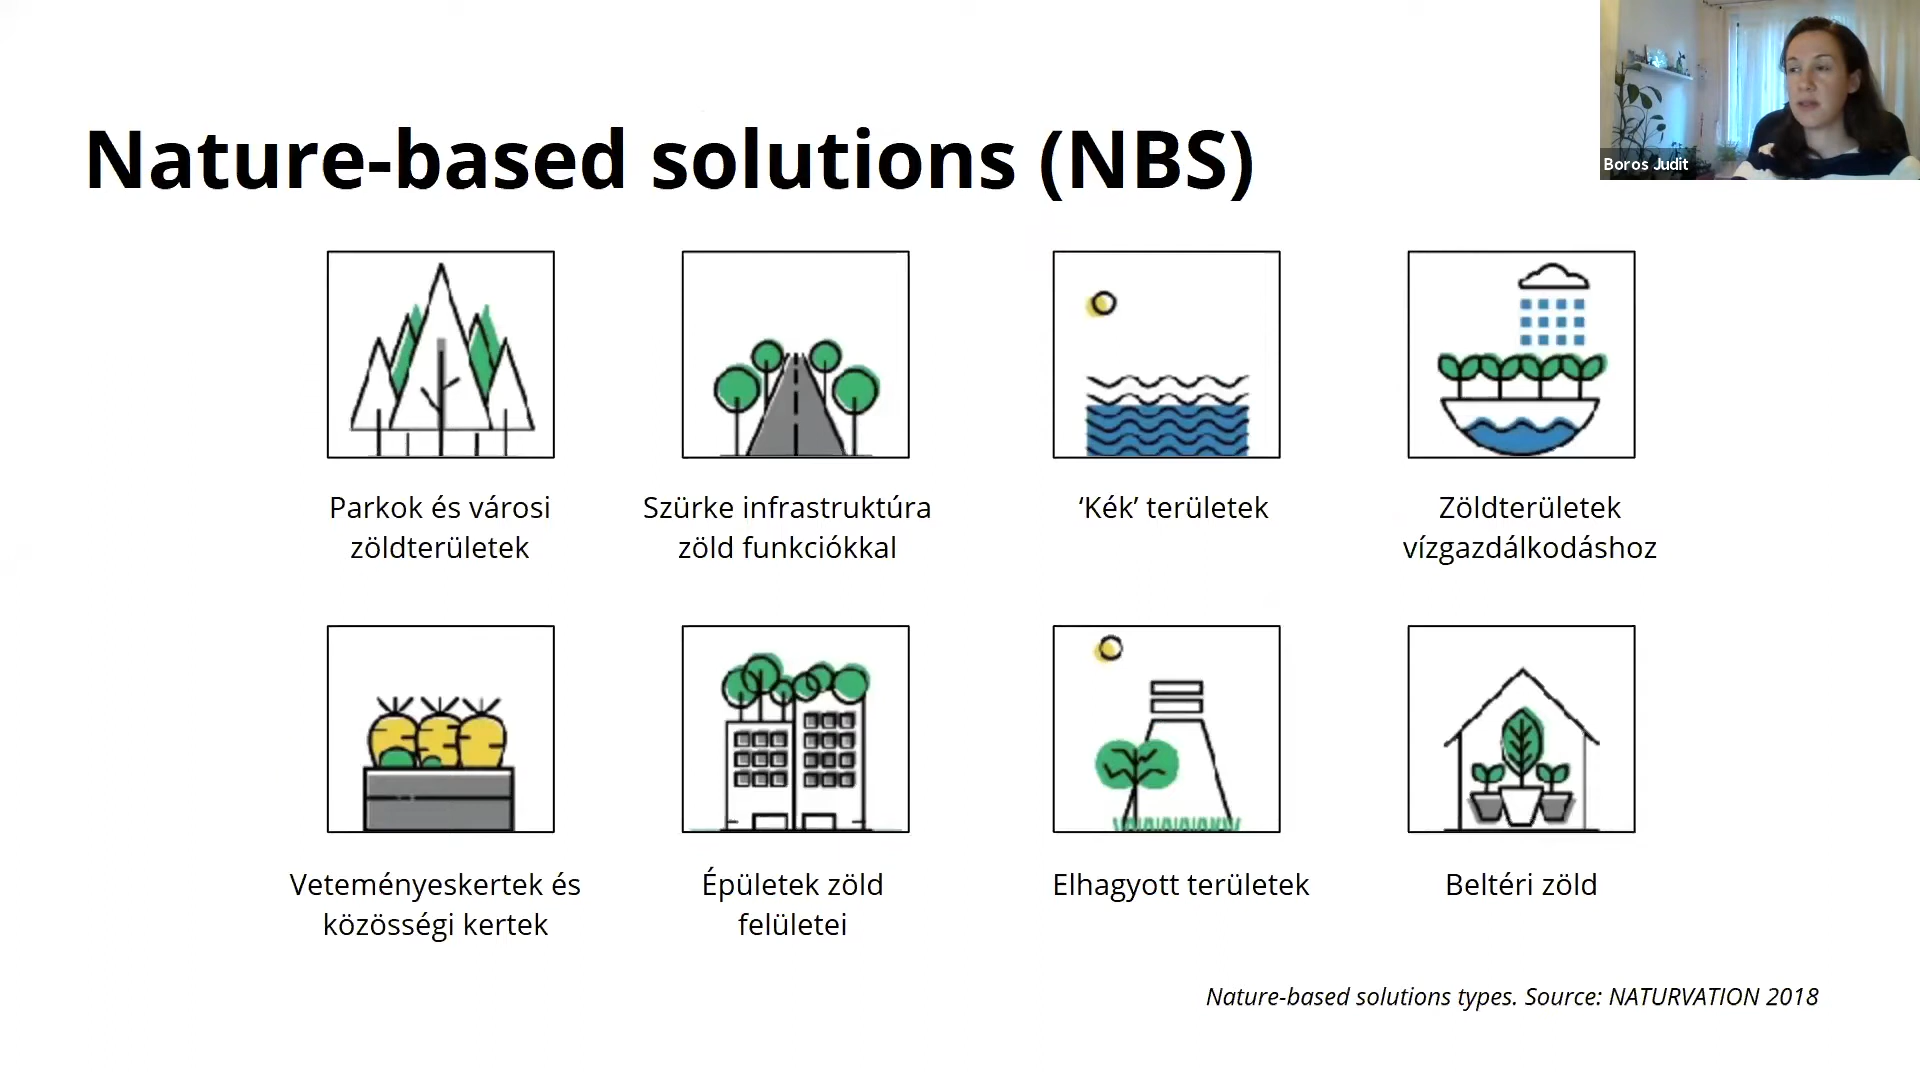 Boros Judit
Nature-based solutions (NBS)
Parkok és városi
zöldterületek
Szürke infrastruktúra
zöld funkciókkal
‘Kék’ területek
Zöldterületek
vízgazdálkodáshoz
Veteményeskertek és
közösségi kertek
Épületek zöld
felületei
Elhagyott területek
Beltéri zöld
Nature-based solutions types. Source: NATURVATION 2018